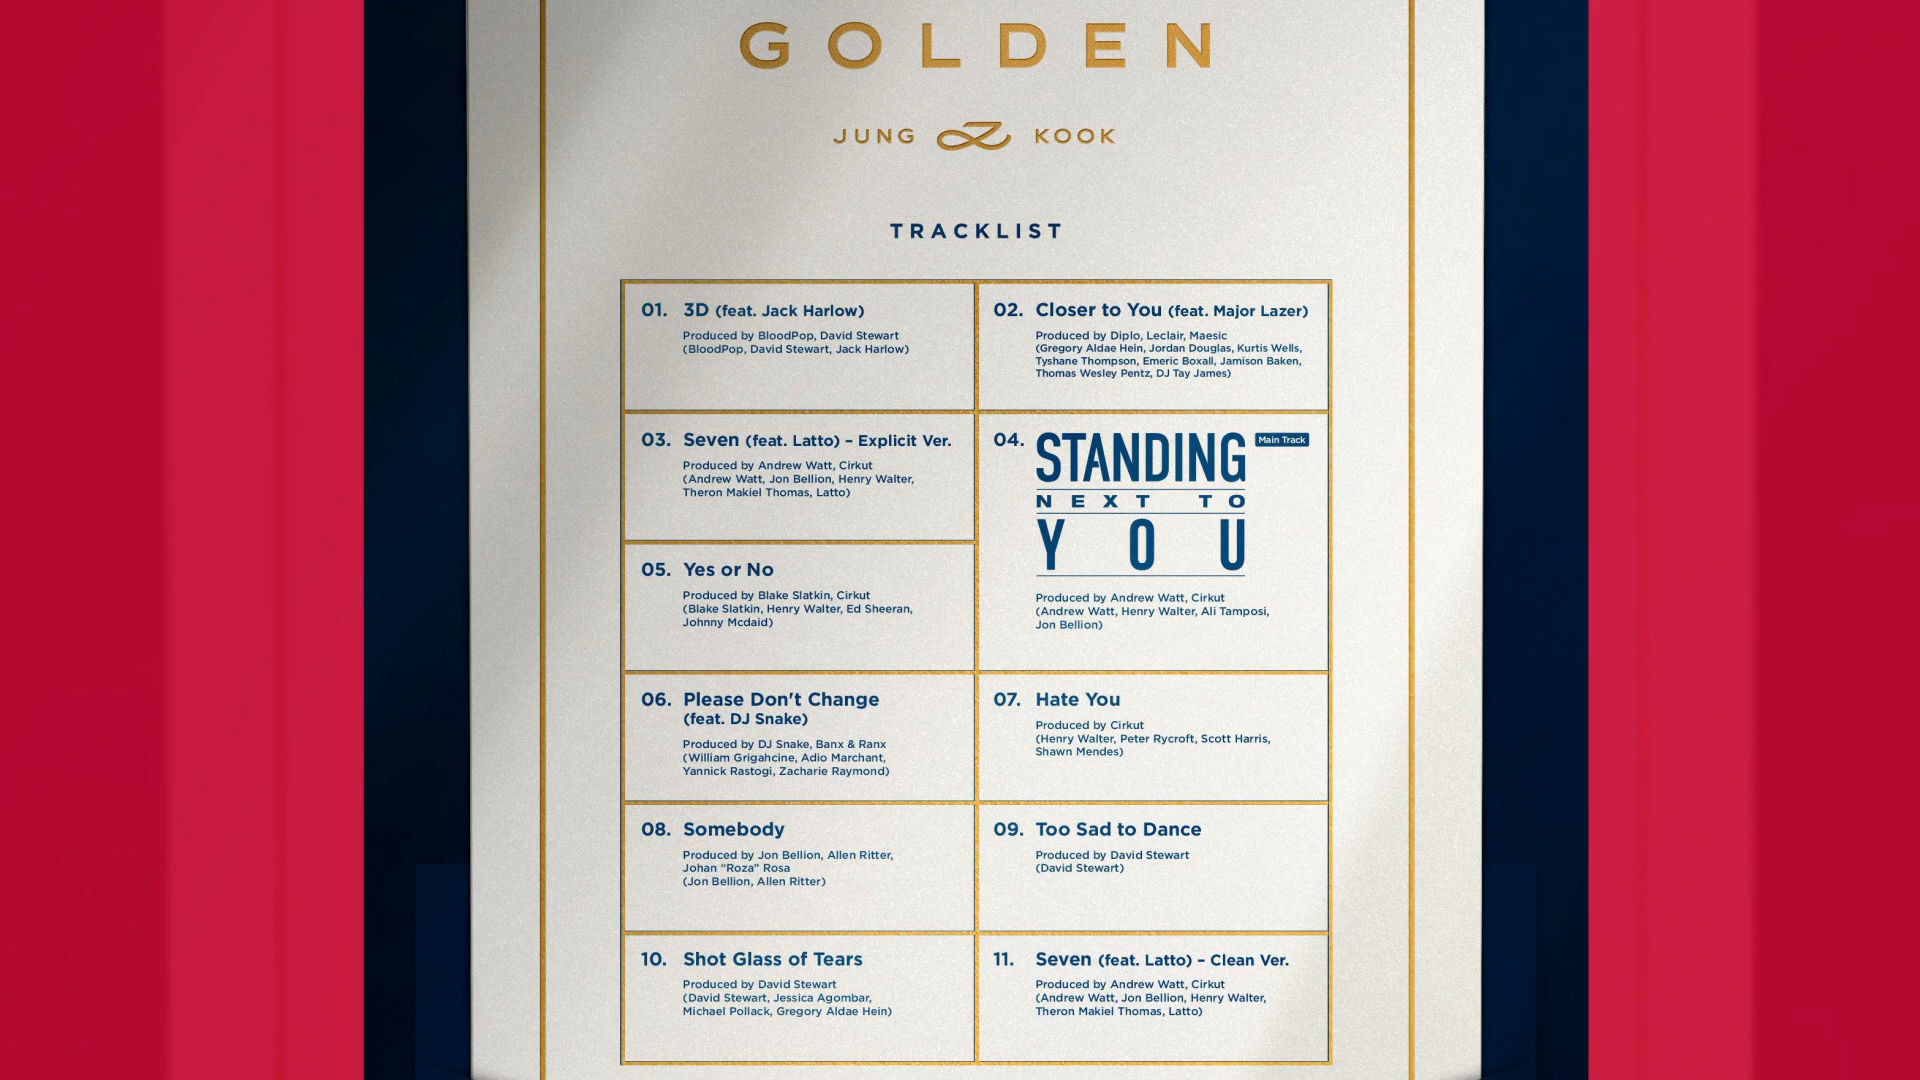 GOLDEN
JUNG KOOK
TRACKLIST
01. 3D (feat. Jack Harlow)
Produced by BloodPop, David Stewart
(BloodPop, David Stewart, Jack Harlow)
02. Closer to You (feat. Major Lazer)
Produced by Diplo, Leclair, Maesic
(Gregory Aldae Hein, Jordan Douglas, Kurtis Wells,
Tyshane Thompson, Emeric Boxall, Jamison Baken,
Thomas Wesley Pentz, DJ Tay James)
03. Seven (feat. Latto) – Explicit Ver.
Produced by Andrew Watt, Cirkut
(Andrew Watt, Jon Bellion, Henry Walter,
Theron Makiel Thomas, Latto)
04. STANDING Main Track
NEXT TO
YOU
Produced by Andrew Watt, Cirkut
(Andrew Watt, Henry Walter, Ali Tamposi,
Jon Bellion)
05. Yes or No
Produced by Blake Slatkin, Cirkut
(Blake Slatkin, Henry Walter, Ed Sheeran,
Johnny Mcdaid)
06. Please Don't Change
(feat. DJ Snake)
Produced by DJ Snake, Banx & Ranx
(William Grigahcine, Adio Marchant,
Yannick Rastogi, Zacharie Raymond)
07. Hate You
Produced by Cirkut
(Henry Walter, Peter Rycroft, Scott Harris,
Shawn Mendes)
08. Somebody
Produced by Jon Bellion, Allen Ritter,
Johan “Roza” Rosa
(Jon Bellion, Allen Ritter)
09. Too Sad to Dance
Produced by David Stewart
(David Stewart)
10. Shot Glass of Tears
Produced by David Stewart
(David Stewart, Jessica Agombar,
Michael Pollack, Gregory Aldae Hein)
11. Seven (feat. Latto) – Clean Ver.
Produced by Andrew Watt, Cirkut
(Andrew Watt, Jon Bellion, Henry Walter,
Theron Makiel Thomas, Latto)